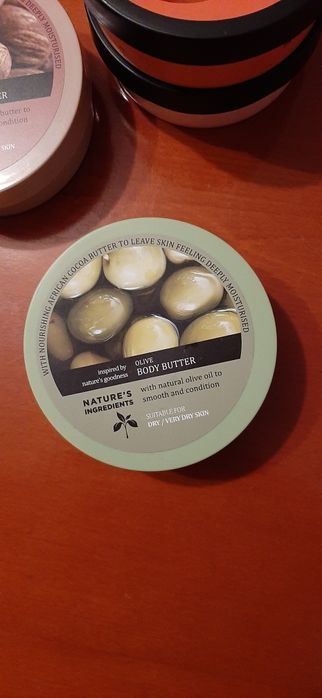 DEEPLY MOISTURISED
ER
butter to
condition
SKIN
WITH NOURISHING AFRICAN COCOA BUTTER TO LEAVE SKIN FEELING DEEPLY MOISTURISED
inspired by
nature's goodness
OLIVE
BODY BUTTER
NATURE'S
INGREDIENTS
with natural olive oil to
smooth and condition
SUITABLE FOR
DRY / VERY DRY SKIN